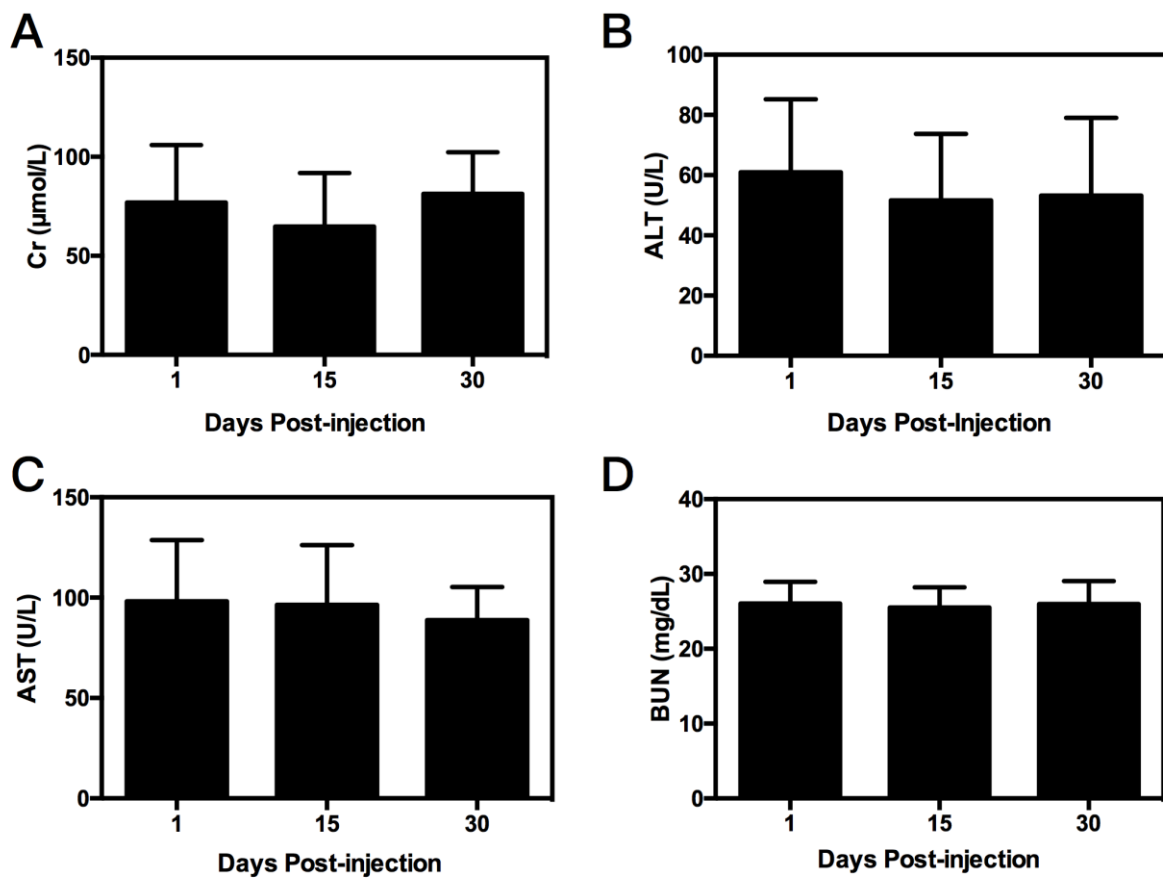 A
Cr (µmol/L)
150
100
50
0
1 15 30
Days Post-injection
B
ALT (U/L)
100
80
60
40
20
0
1 15 30
Days Post-Injection
C
AST (U/L)
150
100
50
0
1 15 30
Days Post-injection
D
BUN (mg/dL)
40
30
20
10
0
1 15 30
Days Post-injection